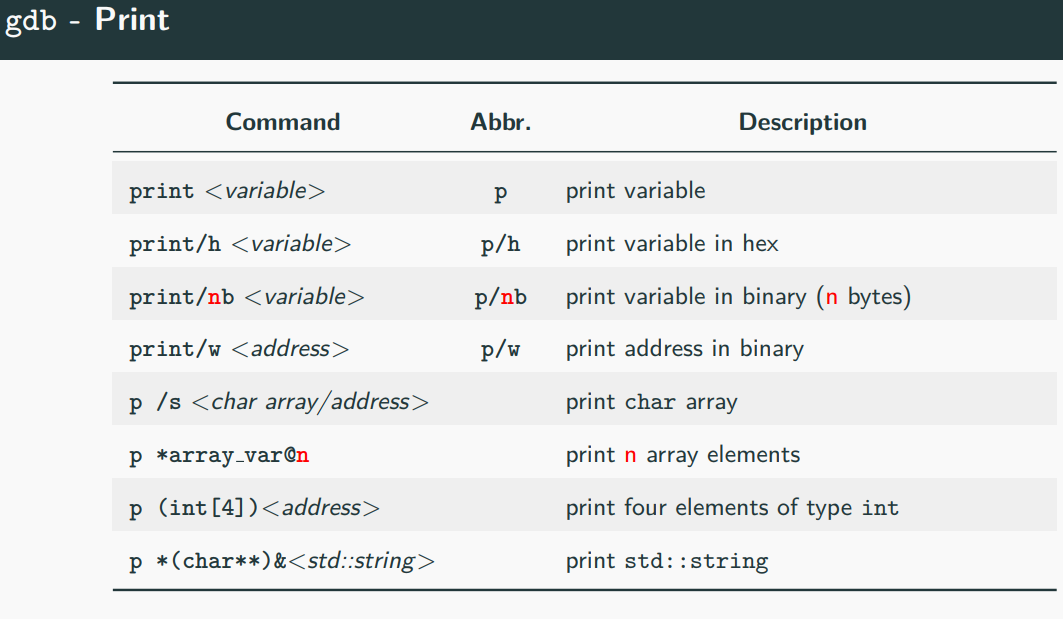 gdb - Print
Command Abbr. Description
print <variable> p print variable
print/h <variable> p/h print variable in hex
print/nb <variable> p/nb print variable in binary (n bytes)
print/w <address> p/w print address in binary
p /s <char array/address> print char array
p *array_var@n print n array elements
p (int[4])<address> print four elements of type int
p *(char**)&<std::string> print std::string